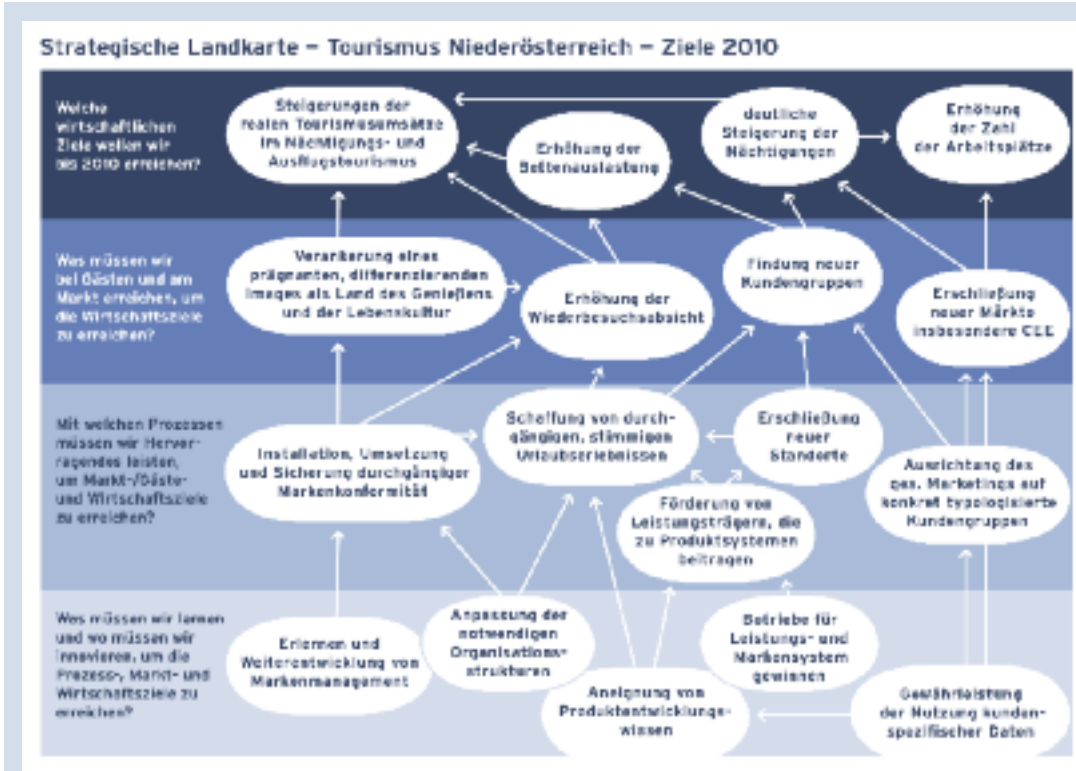 Strategische Landkarte – Tourismus Niederösterreich – Ziele 2010
Welche
wirtschaftlichen
Ziele wollen wir
bis 2010 erreichen?
Steigerungen der
realen Tourismusumsätze
im Nächtigungs- und
Ausflugstourismus
Erhöhung der
Bettenauslastung
deutliche
Steigerung der
Nächtigungen
Erhöhung
der Zahl
der Arbeitsplätze
Was müssen wir
bei Gästen und am
Markt erreichen, um
die Wirtschaftsziele
zu erreichen?
Verankerung eines
prägnanten, differenzierenden
Images als Land des Genießens
und der Lebenskultur
Erhöhung der
Wiederbesuchsabsicht
Findung neuer
Kundengruppen
Erschließung
neuer Märkte
insbesondere CEE
Mit welchen Prozessen
müssen wir Hervor-
ragendes leisten,
um Markt-/Gäste-
und Wirtschaftsziele
zu erreichen?
Installation, Umsetzung
und Sicherung durchgängiger
Markenkonformität
Schaffung von durch-
gängigen, stimmigen
Urlaubserlebnissen
Erschließung
neuer
Standorte
Förderung von
Leistungsträgern, die
zu Produktsystemen
beitragen
Ausrichtung des
ges. Marketings auf
konkret typologisierte
Kundengruppen
Was müssen wir lernen
und wo müssen wir
innovieren, um die
Prozess-, Markt- und
Wirtschaftsziele zu
erreichen?
Erlernen und
Weiterentwicklung von
Markenmanagement
Anpassung der
notwendigen
Organisations-
strukturen
Aneignung von
Produktentwicklungs-
wissen
Betriebe für
Leistungs- und
Markensystem
gewinnen
Gewährleistung
der Nutzung kunden-
spezifischer Daten